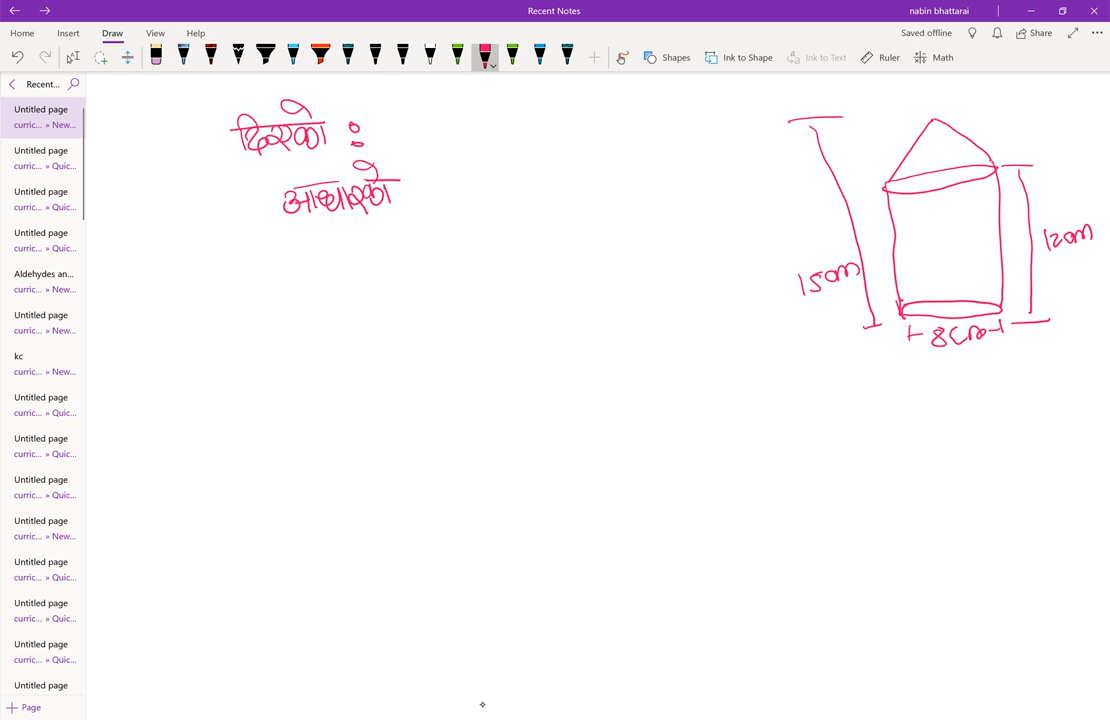 Recent Notes
nabin bhattarai
Home
Insert
Draw
View
Help
Saved offline
Share
Shapes
Ink to Shape
Ink to Text
Ruler
Math
Recent...
Untitled page
curric... » New...
Untitled page
curric... » Quic...
Untitled page
curric... » Quic...
Untitled page
curric... » Quic...
Aldehydes an...
curric... » New...
Untitled page
curric... » New...
kc
curric... » New...
Untitled page
curric... » Quic...
Untitled page
curric... » Quic...
Untitled page
curric... » Quic...
Untitled page
curric... » New...
Untitled page
curric... » Quic...
Untitled page
curric... » Quic...
Untitled page
curric... » Quic...
Untitled page
Page
15cm
12cm
8cm